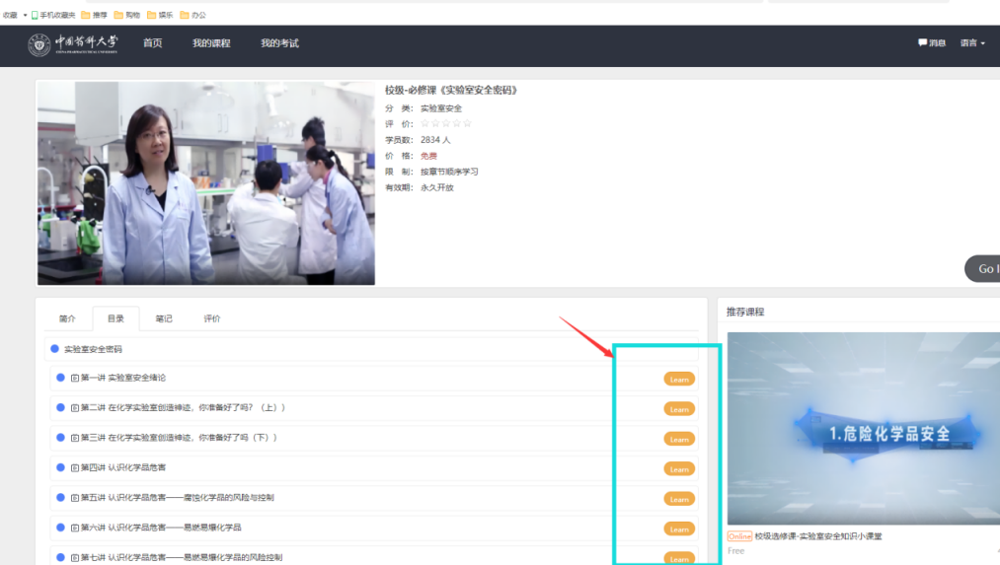 收藏 手机收藏夹 推荐 购物 娱乐 办公
中国药科大学 首页 我的课程 我的考试 消息 语言
CHINA PHARMACEUTICAL UNIVERSITY
校级-必修课《实验室安全密码》
分 类： 实验室安全
评 价： ☆☆☆☆☆
学员数： 2834 人
价 格： 免费
限 制： 按章节顺序学习
有效期： 永久开放
Go
简介 目录 笔记 评价
实验室安全密码
第一讲 实验室安全绪论 Learn
第二讲 在化学实验室创造神迹，你准备好了吗？（上）） Learn
第三讲 在化学实验室创造神迹，你准备好了吗（下）） Learn
第四讲 认识化学品危害 Learn
第五讲 认识化学品危害——腐蚀化学品的风险与控制 Learn
第六讲 认识化学品危害——易燃易爆化学品 Learn
第七讲 认识化学品危害——易燃易爆化学品的风险控制 Learn
推荐课程
1.危险化学品安全
Online 校级选修课-实验室安全知识小课堂
Free